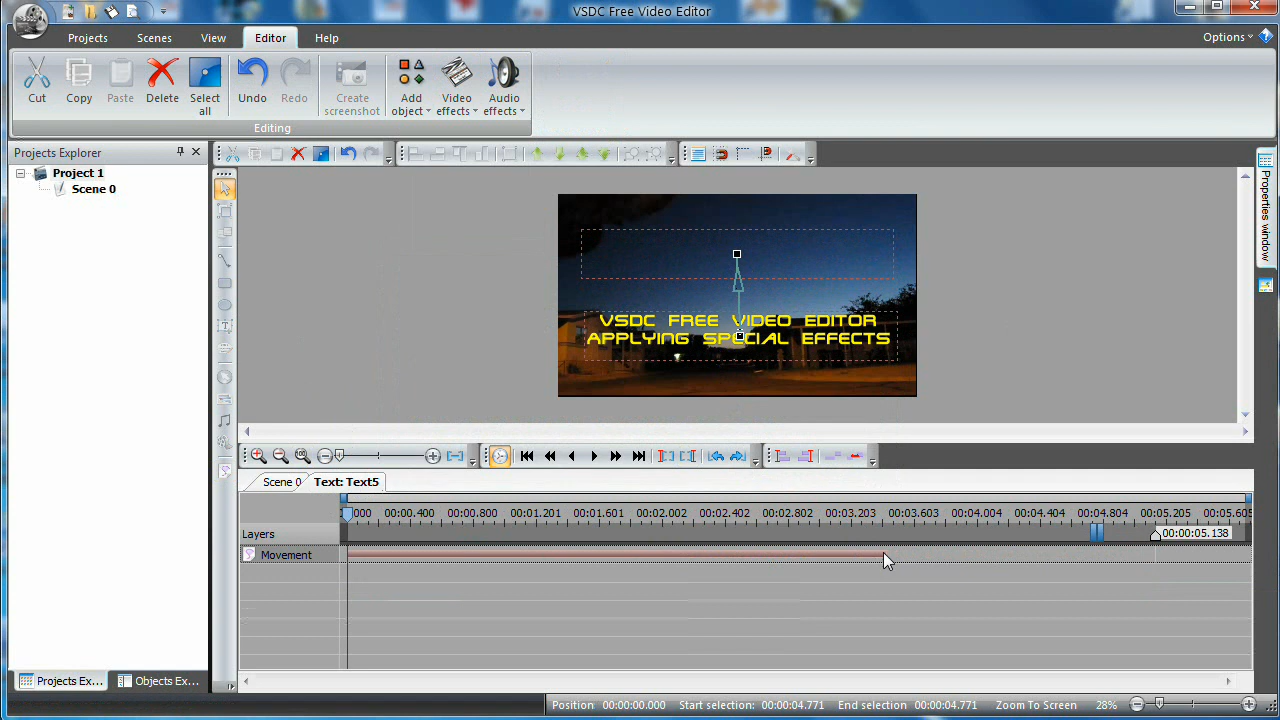 VSDC Free Video Editor
Projects
Scenes
View
Editor
Help
Options
Cut
Copy
Paste
Delete
Select all
Undo
Redo
Create screenshot
Add object
Video effects
Audio effects
Editing
Projects Explorer
Project 1
Scene 0
Properties window
VSDC FREE VIDEO EDITOR
APPLYING SPECIAL EFFECTS
Scene 0
Text: Text5
000 00:00.400 00:00.800 00:01.201 00:01.601 00:02.002 00:02.402 00:02.802 00:03.203 00:03.603 00:04.004 00:04.404 00:04.804 00:05.205 00:05.605
Layers
00:00:05.138
Movement
Projects Ex...
Objects Ex...
Position 00:00:00.000 Start selection: 00:00:04.771 End selection: 00:00:04.771 Zoom To Screen 28%